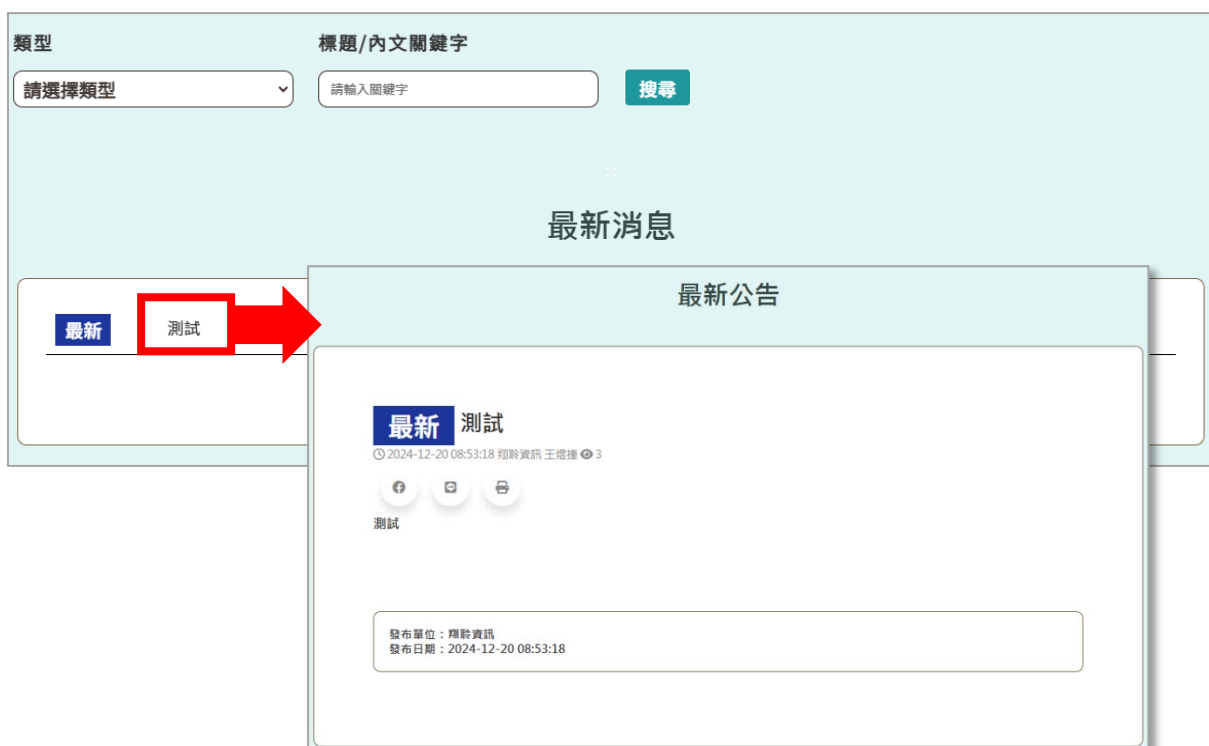 類型
標題/內文關鍵字
請選擇類型
請輸入關鍵字
搜尋
::
最新消息
最新 測試
最新公告
最新 測試
2024-12-20 08:53:18 翔聆資訊 王煜捶 3
測試
發布單位：翔聆資訊
發布日期：2024-12-20 08:53:18